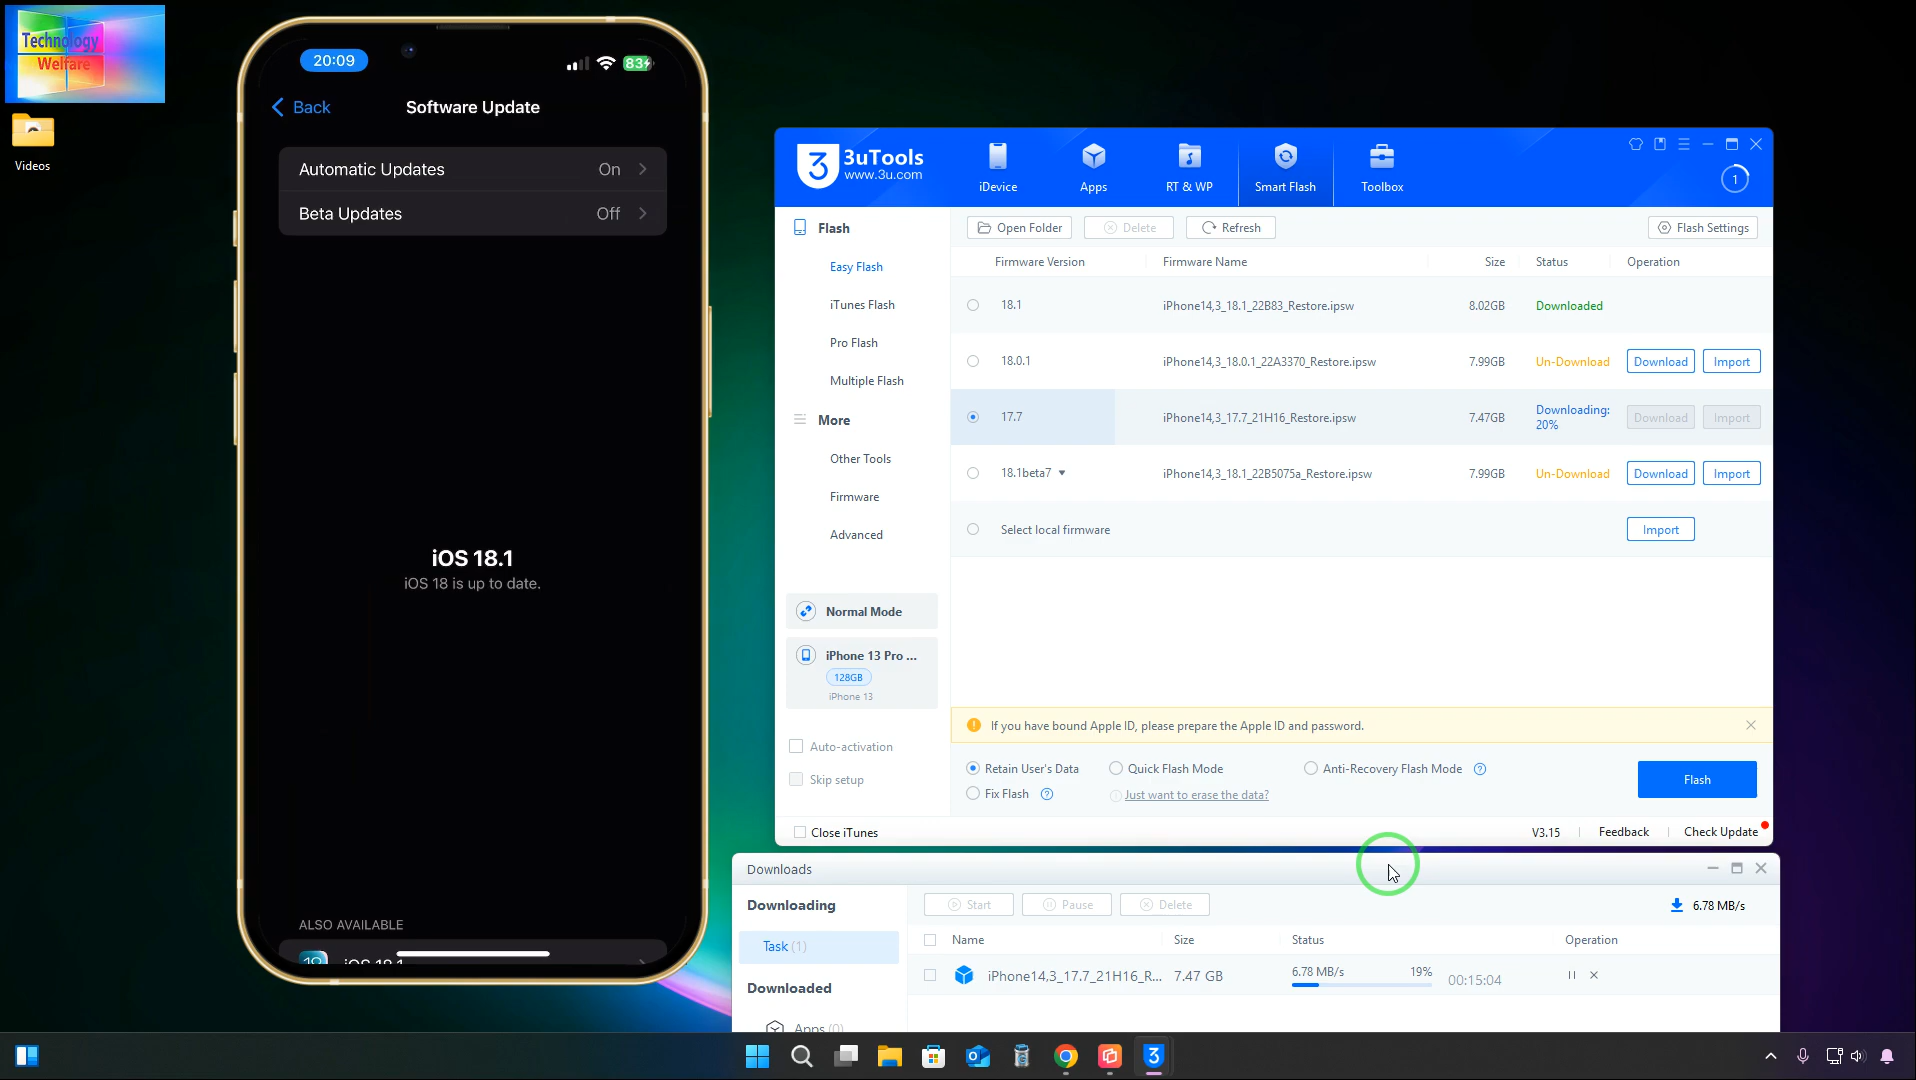 Technology
Welfare
Videos
20:09
83
Back
Software Update
Automatic Updates On
Beta Updates Off
iOS 18.1
iOS 18 is up to date.
ALSO AVAILABLE
3 3uTools
www.3u.com
iDevice
Apps
RT & WP
Smart Flash
Toolbox
1
Flash
Easy Flash
iTunes Flash
Pro Flash
Multiple Flash
More
Other Tools
Firmware
Advanced
Normal Mode
iPhone 13 Pro ...
128GB
iPhone 13
Auto-activation
Skip setup
Close iTunes
Open Folder Delete Refresh Flash Settings
Firmware Version Firmware Name Size Status Operation
18.1 iPhone14,3_18.1_22B83_Restore.ipsw 8.02GB Downloaded
18.0.1 iPhone14,3_18.0.1_22A3370_Restore.ipsw 7.99GB Un-Download Download Import
17.7 iPhone14,3_17.7_21H16_Restore.ipsw 7.47GB Downloading: 20% Download Import
18.1beta7 iPhone14,3_18.1_22B5075a_Restore.ipsw 7.99GB Un-Download Download Import
Select local firmware Import
If you have bound Apple ID, please prepare the Apple ID and password.
Retain User's Data Quick Flash Mode Anti-Recovery Flash Mode ?
Fix Flash ? Just want to erase the data?
Flash
V3.15 Feedback Check Update
Downloads
Downloading
Task (1)
Downloaded
Apps (0)
Start Pause Delete 6.78 MB/s
Name Size Status Operation
iPhone14,3_17.7_21H16_R... 7.47 GB 6.78 MB/s 19% 00:15:04
3